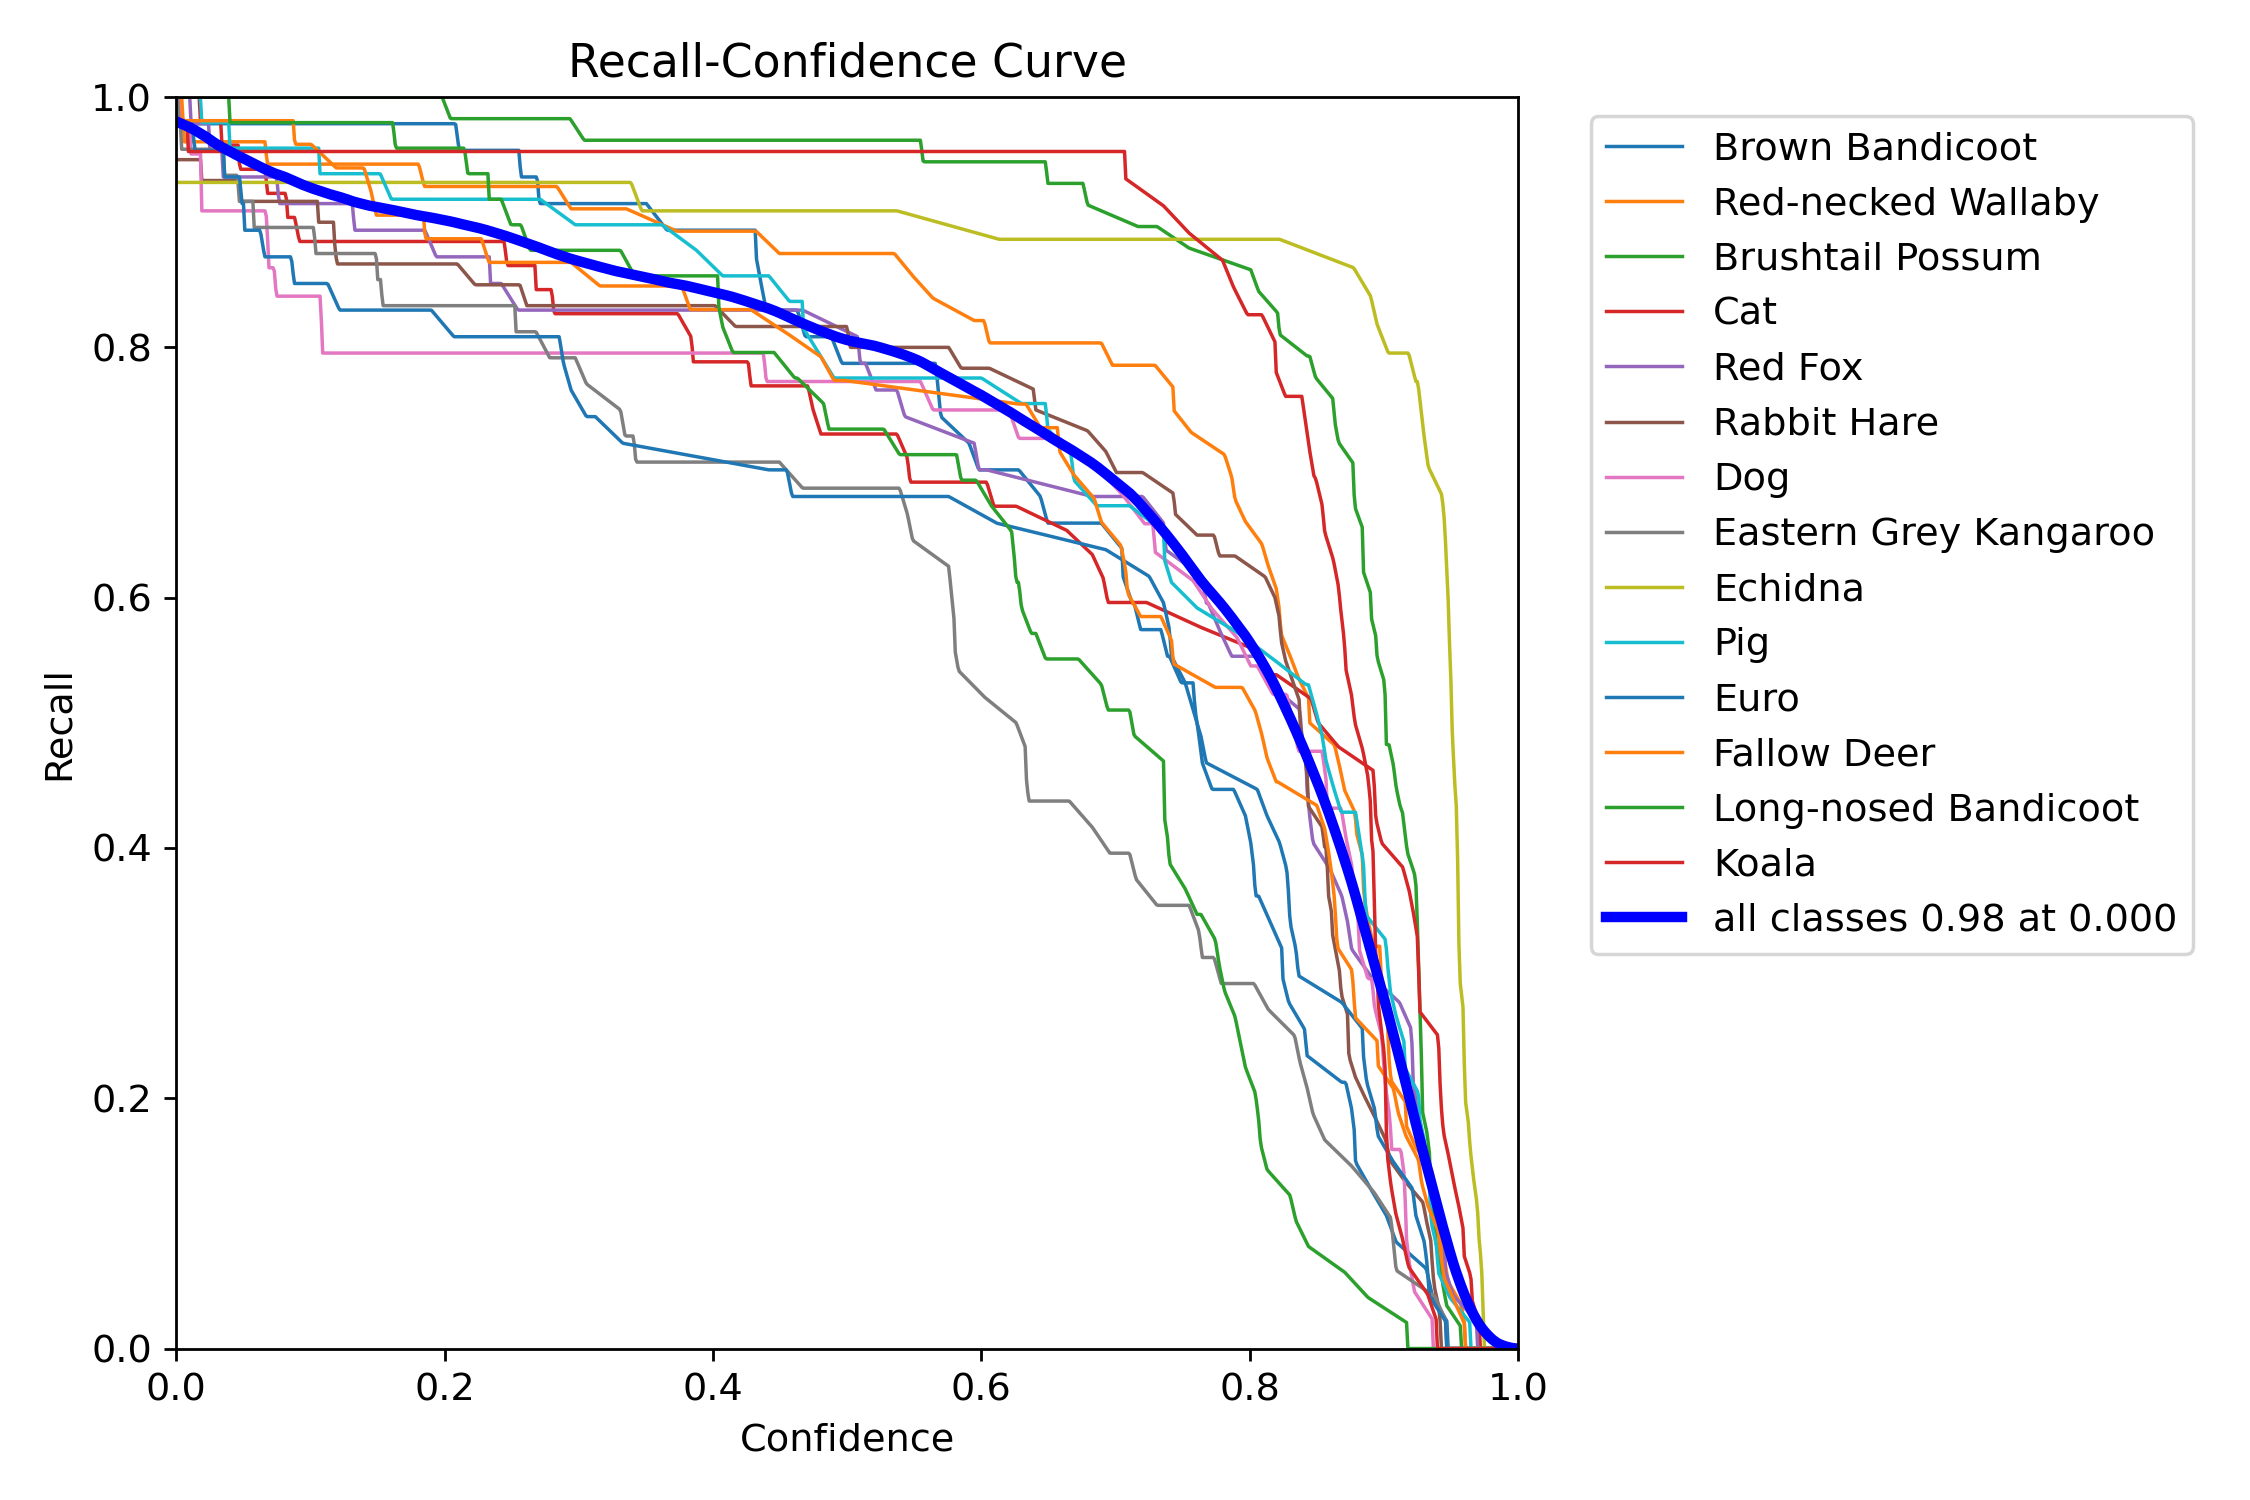 Recall-Confidence Curve
1.0
0.8
0.6
0.4
0.2
0.0
Recall
0.0 0.2 0.4 0.6 0.8 1.0
Confidence
Brown Bandicoot
Red-necked Wallaby
Brushtail Possum
Cat
Red Fox
Rabbit Hare
Dog
Eastern Grey Kangaroo
Echidna
Pig
Euro
Fallow Deer
Long-nosed Bandicoot
Koala
all classes 0.98 at 0.000